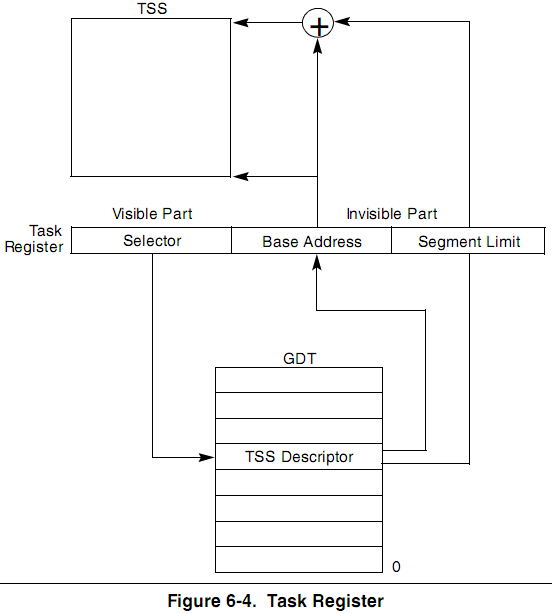 TSS
+
Visible Part
Invisible Part
Task
Register
Selector
Base Address
Segment Limit
GDT
TSS Descriptor
0
Figure 6-4. Task Register